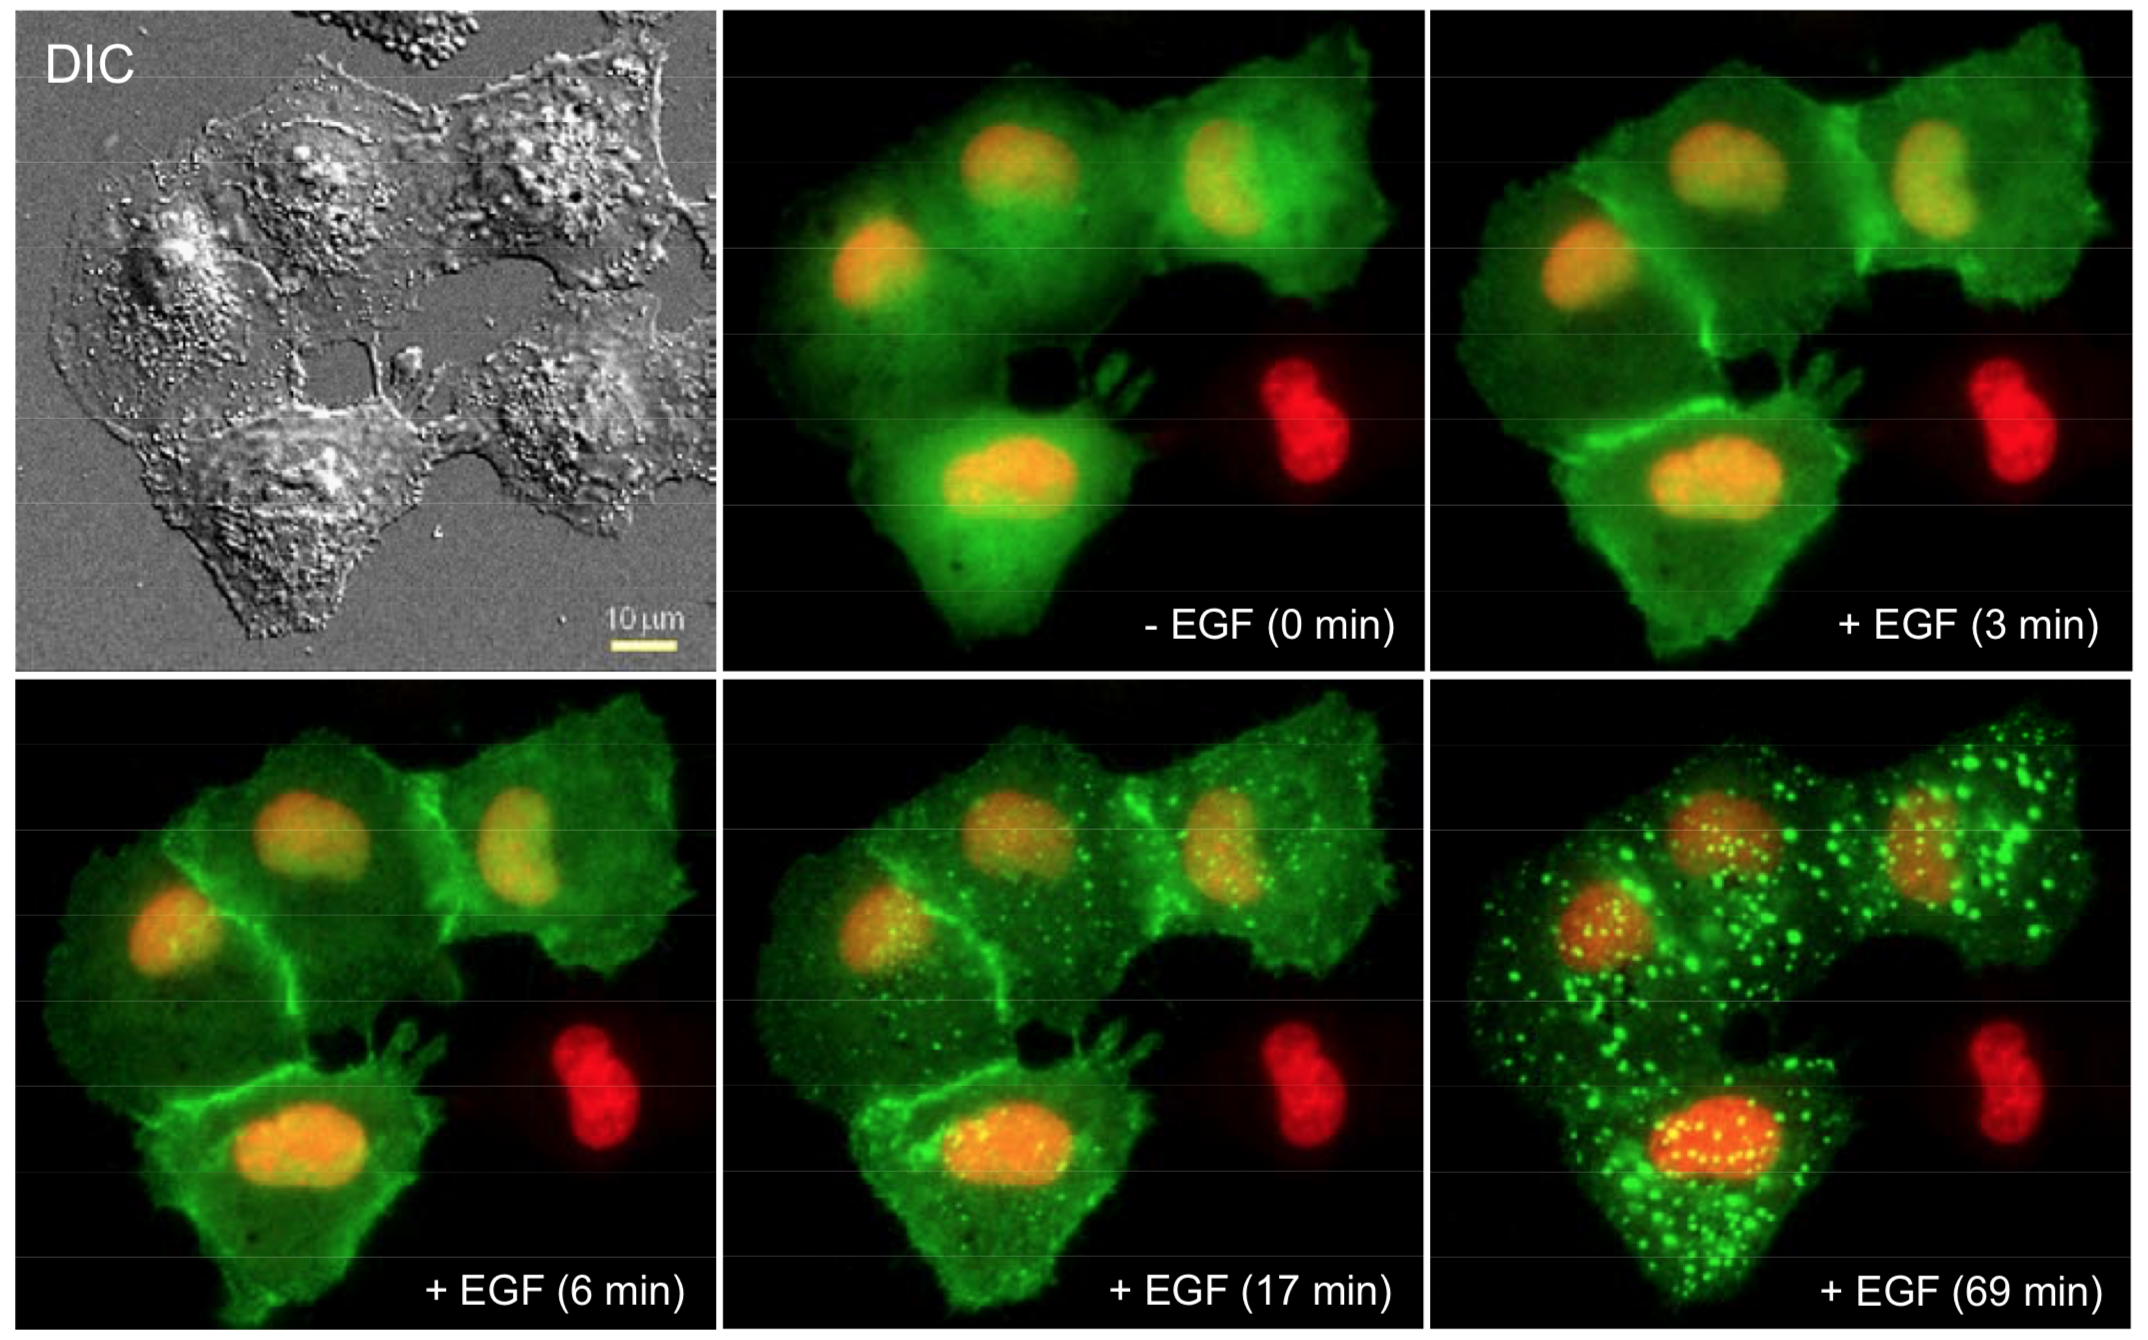 DIC
10 µm
- EGF (0 min)
+ EGF (3 min)
+ EGF (6 min)
+ EGF (17 min)
+ EGF (69 min)